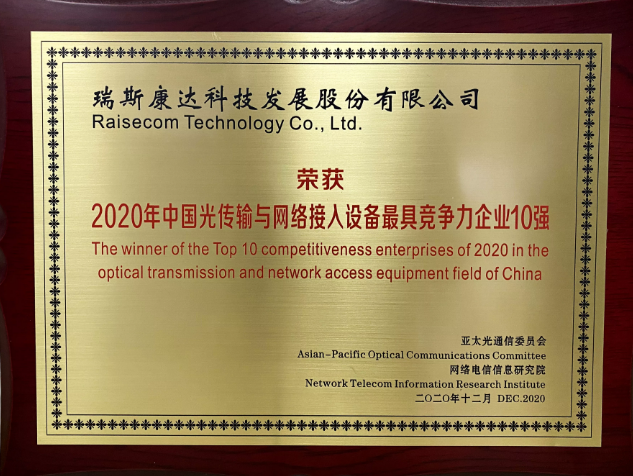 瑞斯康达科技发展股份有限公司
Raisecom Technology Co., Ltd.
荣获
2020年中国光传输与网络接入设备最具竞争力企业10强
The winner of the Top 10 competitiveness enterprises of 2020 in the
optical transmission and network access equipment field of China
亚太光通信委员会
Asian-Pacific Optical Communications Committee
网络电信信息研究院
Network Telecom Information Research Institute
二〇二〇年十二月 DEC.2020